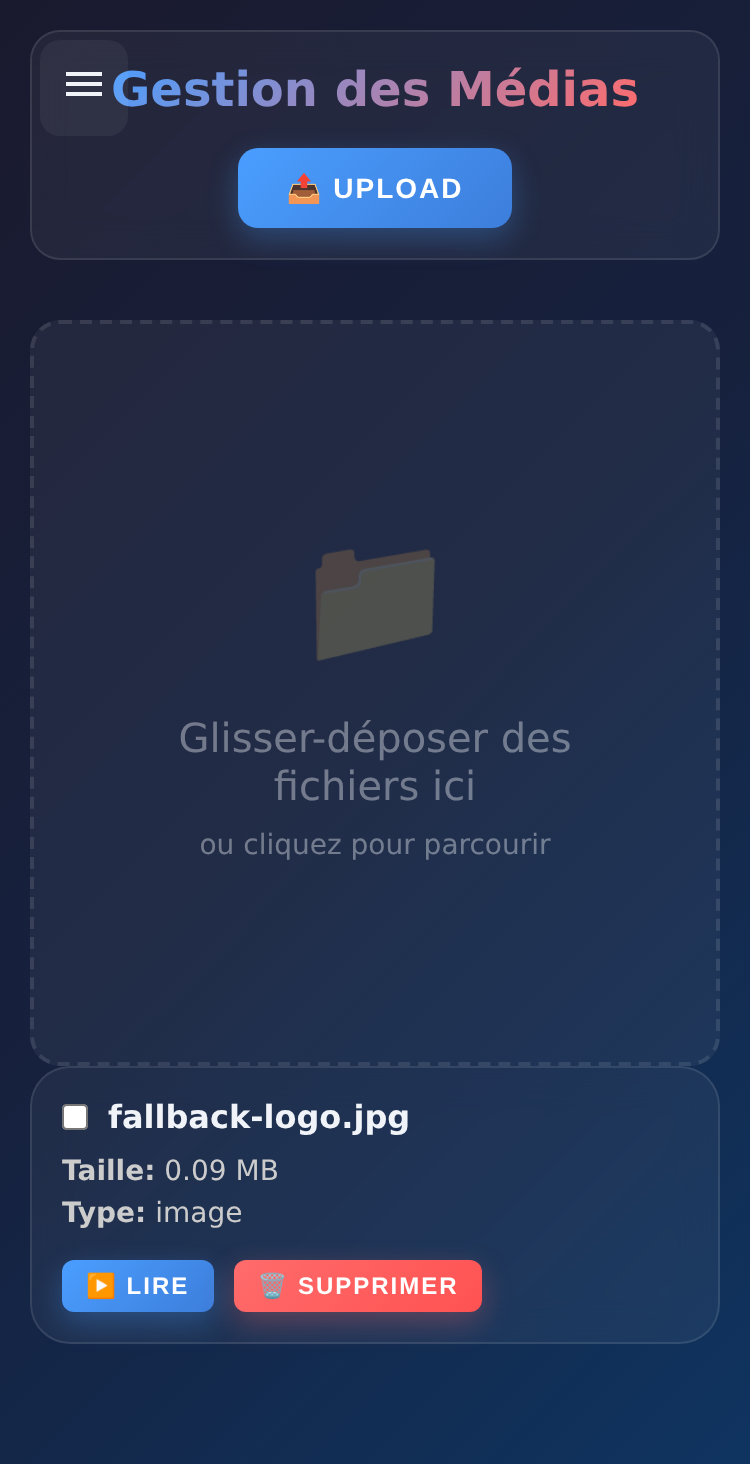 Gestion des Médias
📤 UPLOAD
Glisser-déposer des
fichiers ici
ou cliquez pour parcourir
fallback-logo.jpg
Taille: 0.09 MB
Type: image
▶️ LIRE
🗑️ SUPPRIMER